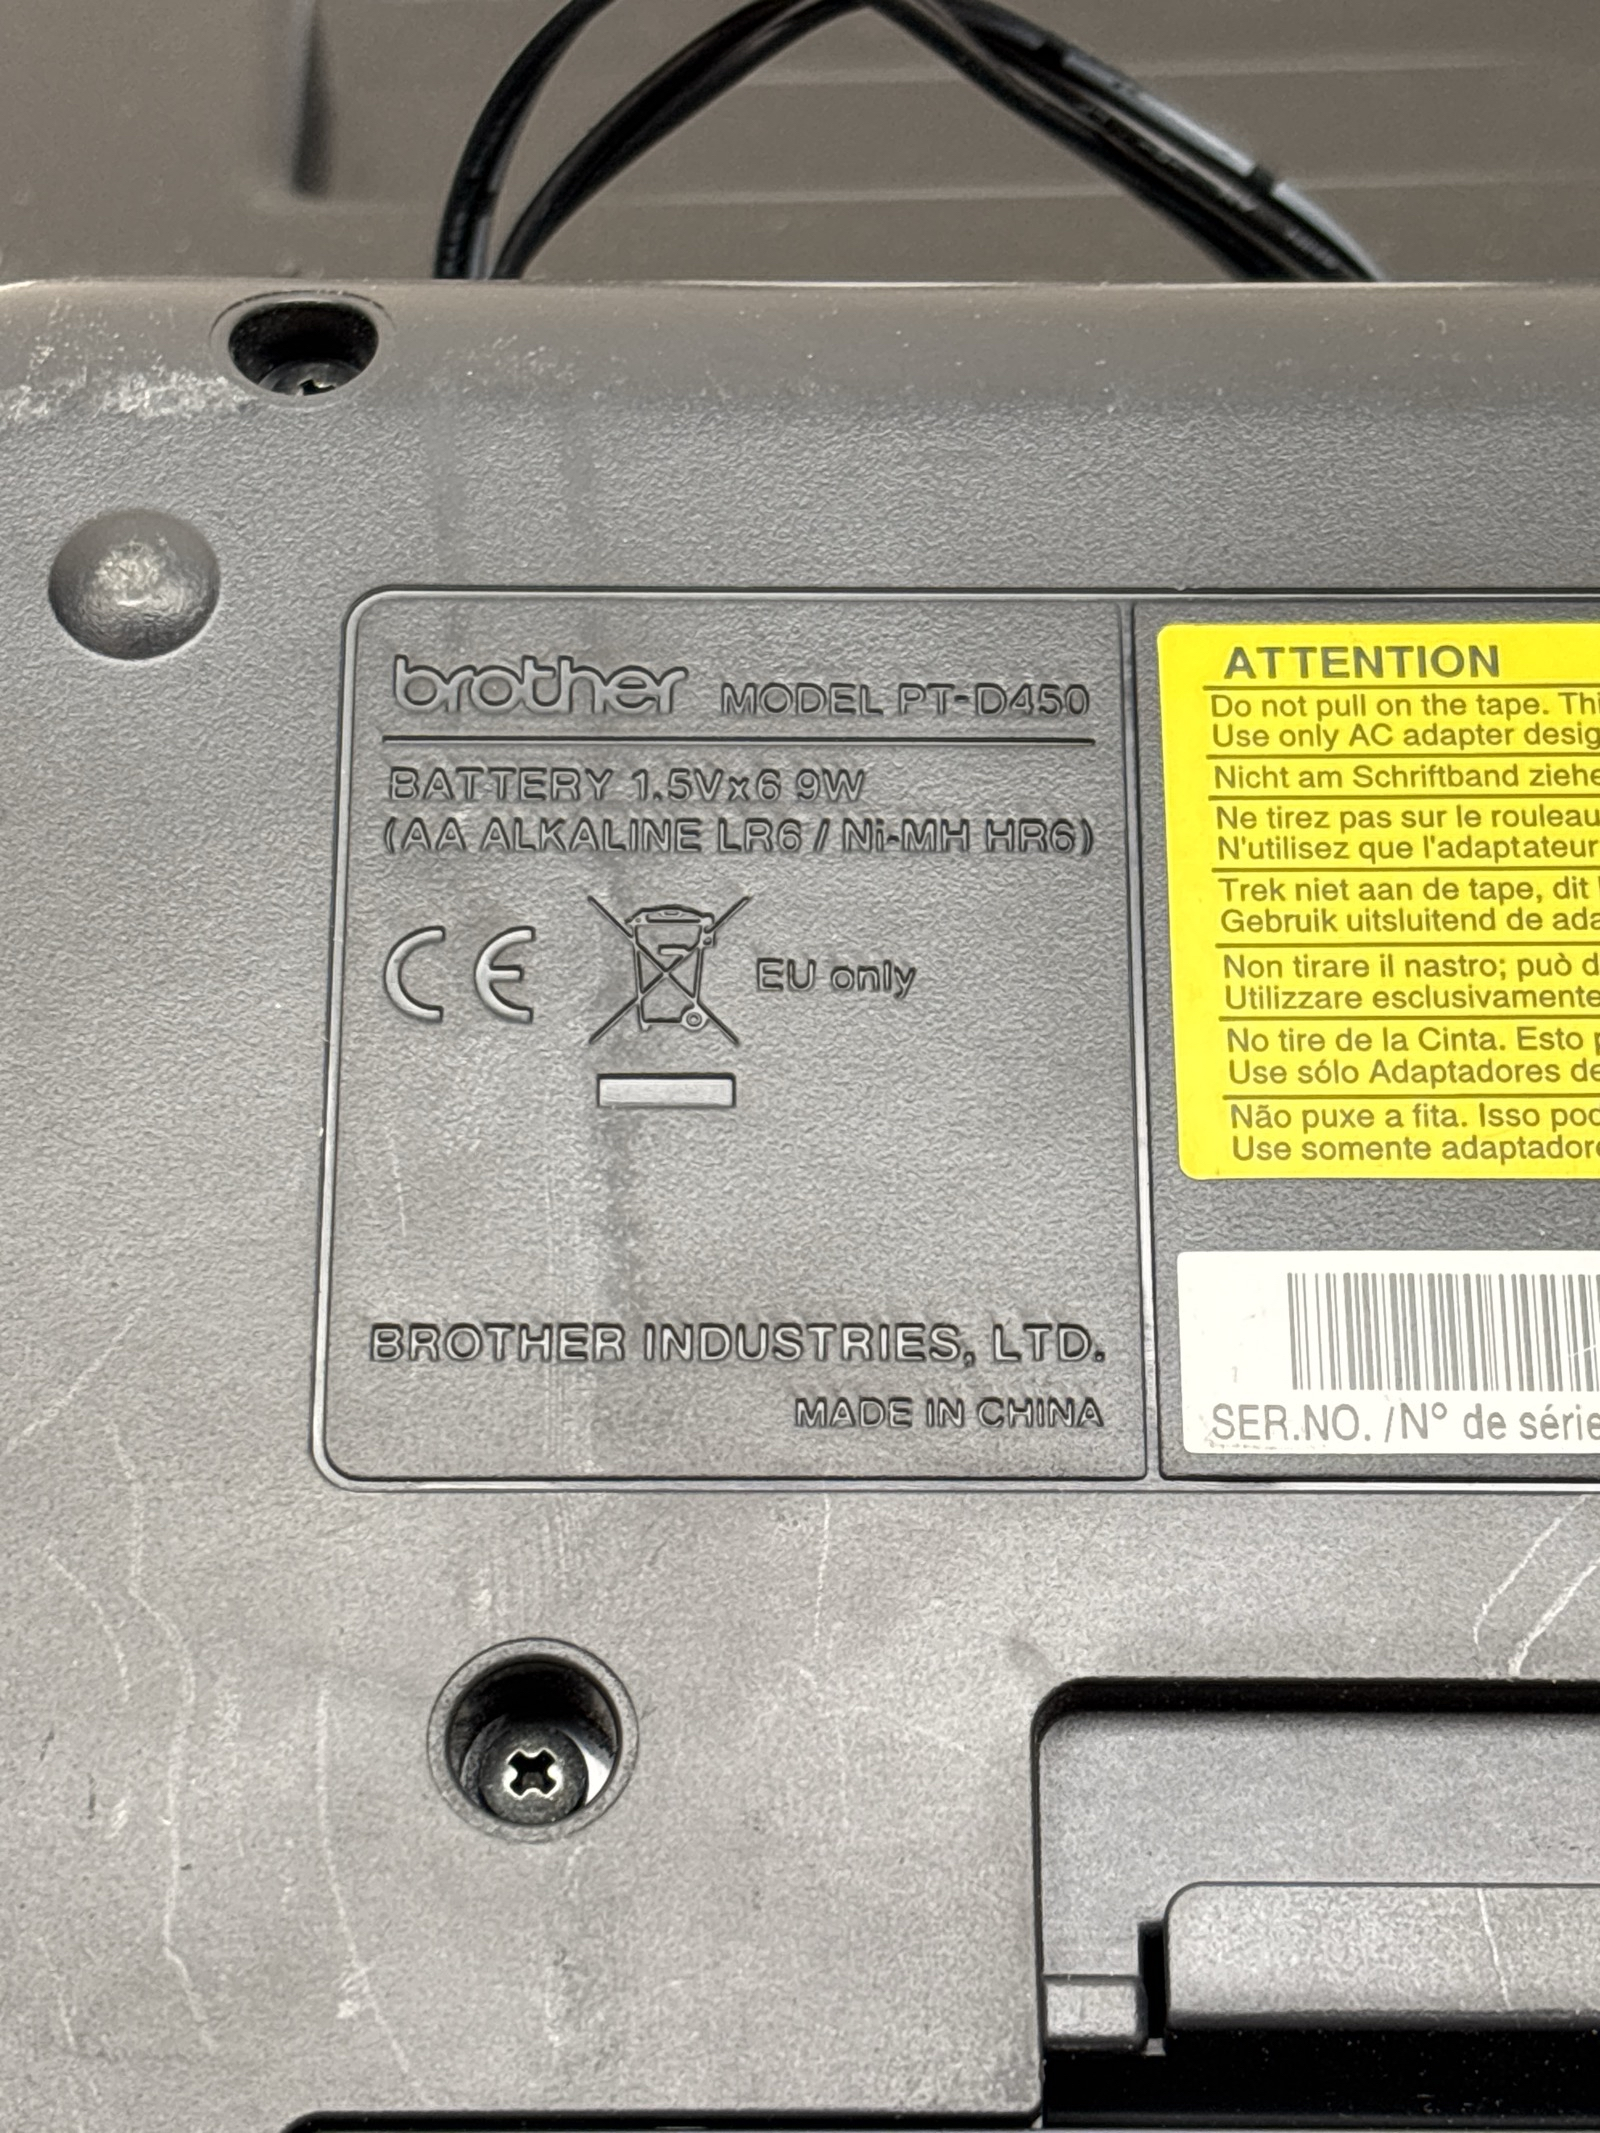 brother MODEL PT-D450
BATTERY 1.5Vx6 9W
(AA ALKALINE LR6 / Ni-MH HR6)
CE
EU only
BROTHER INDUSTRIES, LTD.
MADE IN CHINA
ATTENTION
Do not pull on the tape.
Use only AC adapter
Nicht am Schriftband
Ne tirez pas sur le rouleau
N'utilisez que l'adaptateur
Trek niet aan de tape, dit
Gebruik uitsluitend de
Non tirare il nastro; può
Utilizzare esclusivamente
No tire de la Cinta. Esto
Use sólo Adaptadores
Não puxe a fita. Isso
Use somente
SER.NO. /N° de série